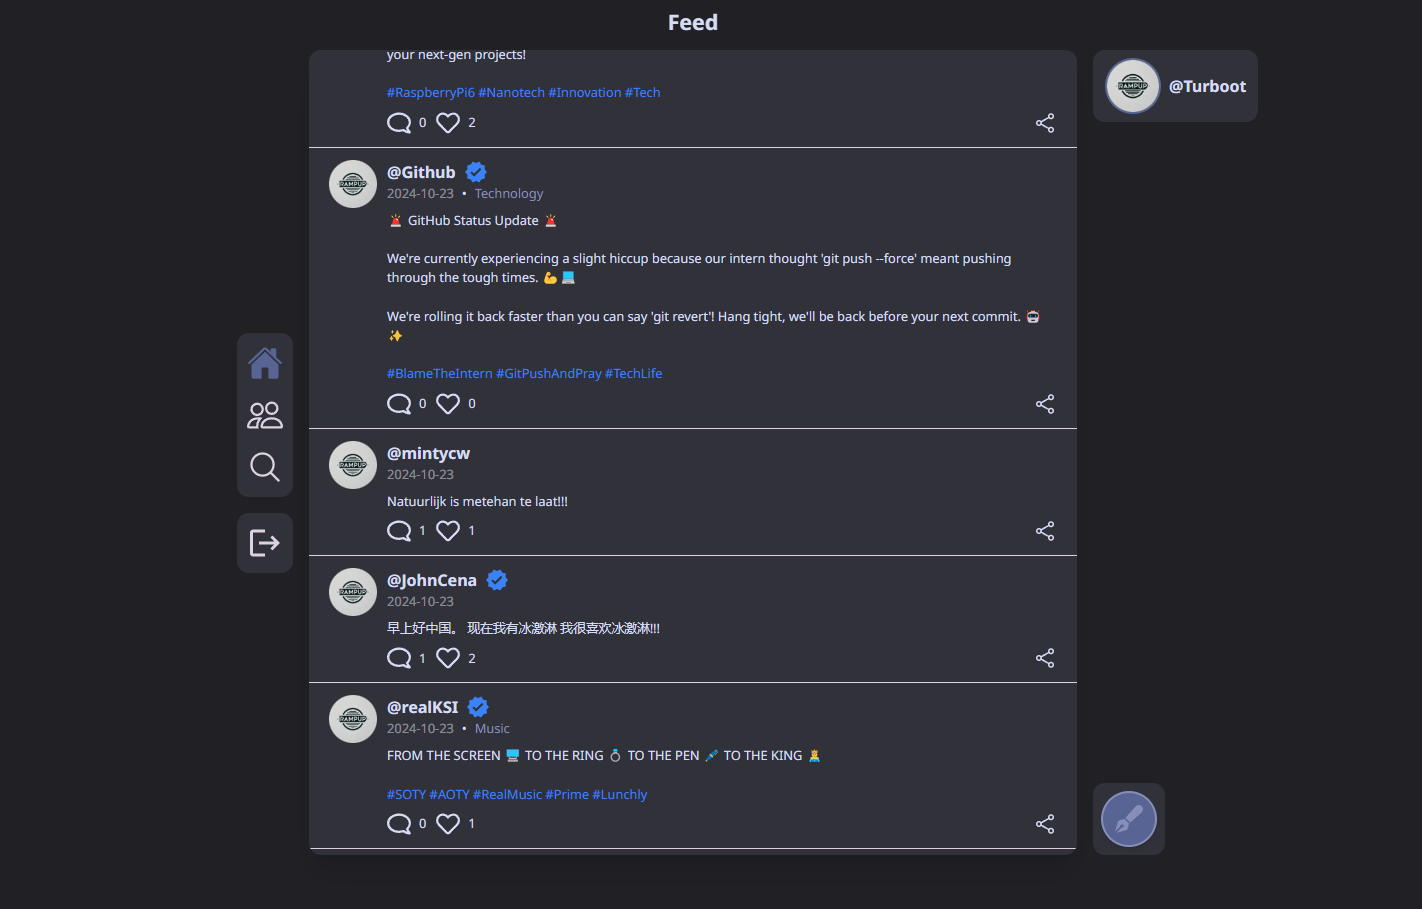 Feed
your next-gen projects!
#RaspberryPi6 #Nanotech #Innovation #Tech
0 2
RAMPUP
@Turboot
RAMPUP
@Github
2024-10-23 • Technology
🚨 GitHub Status Update 🚨
We're currently experiencing a slight hiccup because our intern thought 'git push --force' meant pushing
through the tough times. 💪💻
We're rolling it back faster than you can say 'git revert'! Hang tight, we'll be back before your next commit. 🤖
✨
#BlameTheIntern #GitPushAndPray #TechLife
0 0
RAMPUP
@mintycw
2024-10-23
Natuurlijk is metehan te laat!!!
1 1
RAMPUP
@JohnCena
2024-10-23
早上好中国。 现在我有冰激淋 我很喜欢冰激淋!!!
1 2
RAMPUP
@realKSI
2024-10-23 • Music
FROM THE SCREEN 💻 TO THE RING 💍 TO THE PEN 🖊️ TO THE KING 🤴
#SOTY #AOTY #RealMusic #Prime #Lunchly
0 1